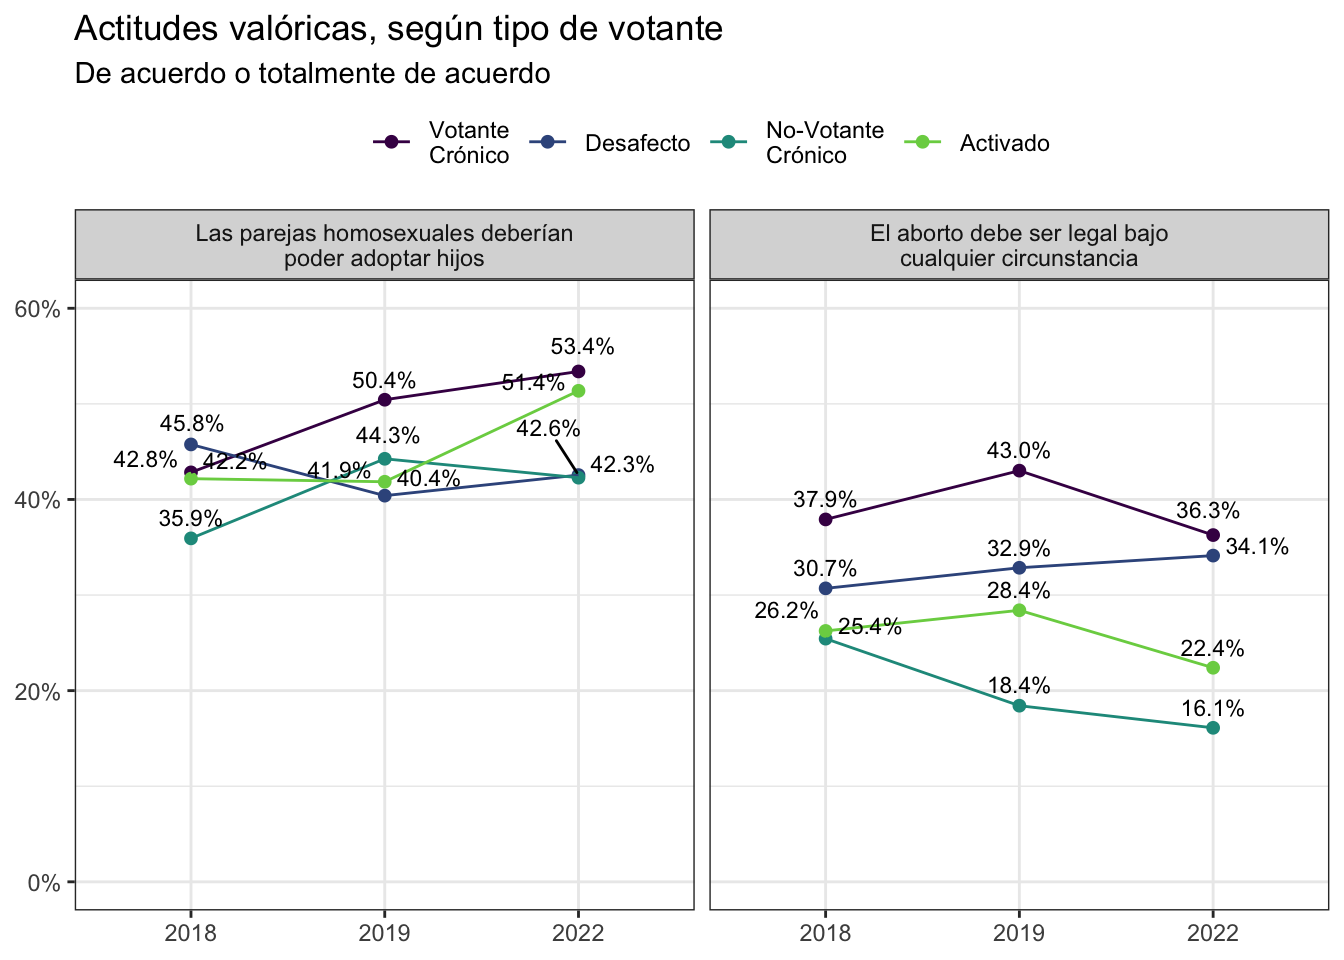 Actitudes valóricas, según tipo de votante
De acuerdo o totalmente de acuerdo
Votante
Crónico
Desafecto
No-Votante
Crónico
Activado
Las parejas homosexuales deberían
poder adoptar hijos
El aborto debe ser legal bajo
cualquier circunstancia
60%
40%
20%
0%
53.4%
50.4%
51.4%
45.8%
44.3%
42.6%
42.8%
42.2%
41.9%
40.4%
42.3%
35.9%
2018
2019
2022
43.0%
37.9%
36.3%
34.1%
32.9%
30.7%
28.4%
26.2%
25.4%
22.4%
18.4%
16.1%
2018
2019
2022